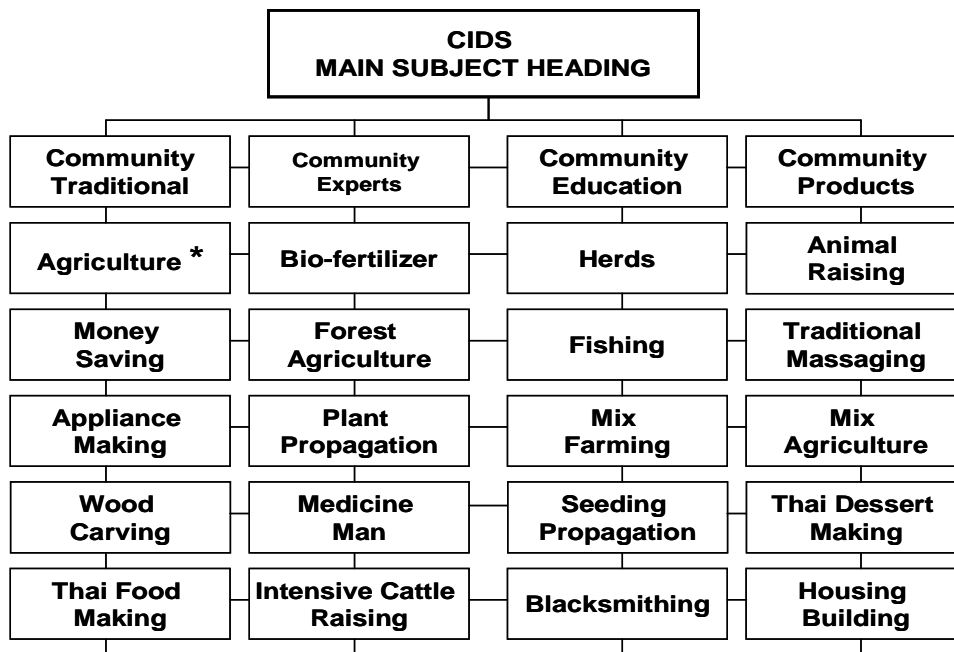 CIDS
MAIN SUBJECT HEADING
Community
Traditional
Community
Experts
Community
Education
Community
Products
Agriculture *
Bio-fertilizer
Herds
Animal
Raising
Money
Saving
Forest
Agriculture
Fishing
Traditional
Massaging
Appliance
Making
Plant
Propagation
Mix
Farming
Mix
Agriculture
Wood
Carving
Medicine
Man
Seeding
Propagation
Thai Dessert
Making
Thai Food
Making
Intensive Cattle
Raising
Blacksmithing
Housing
Building